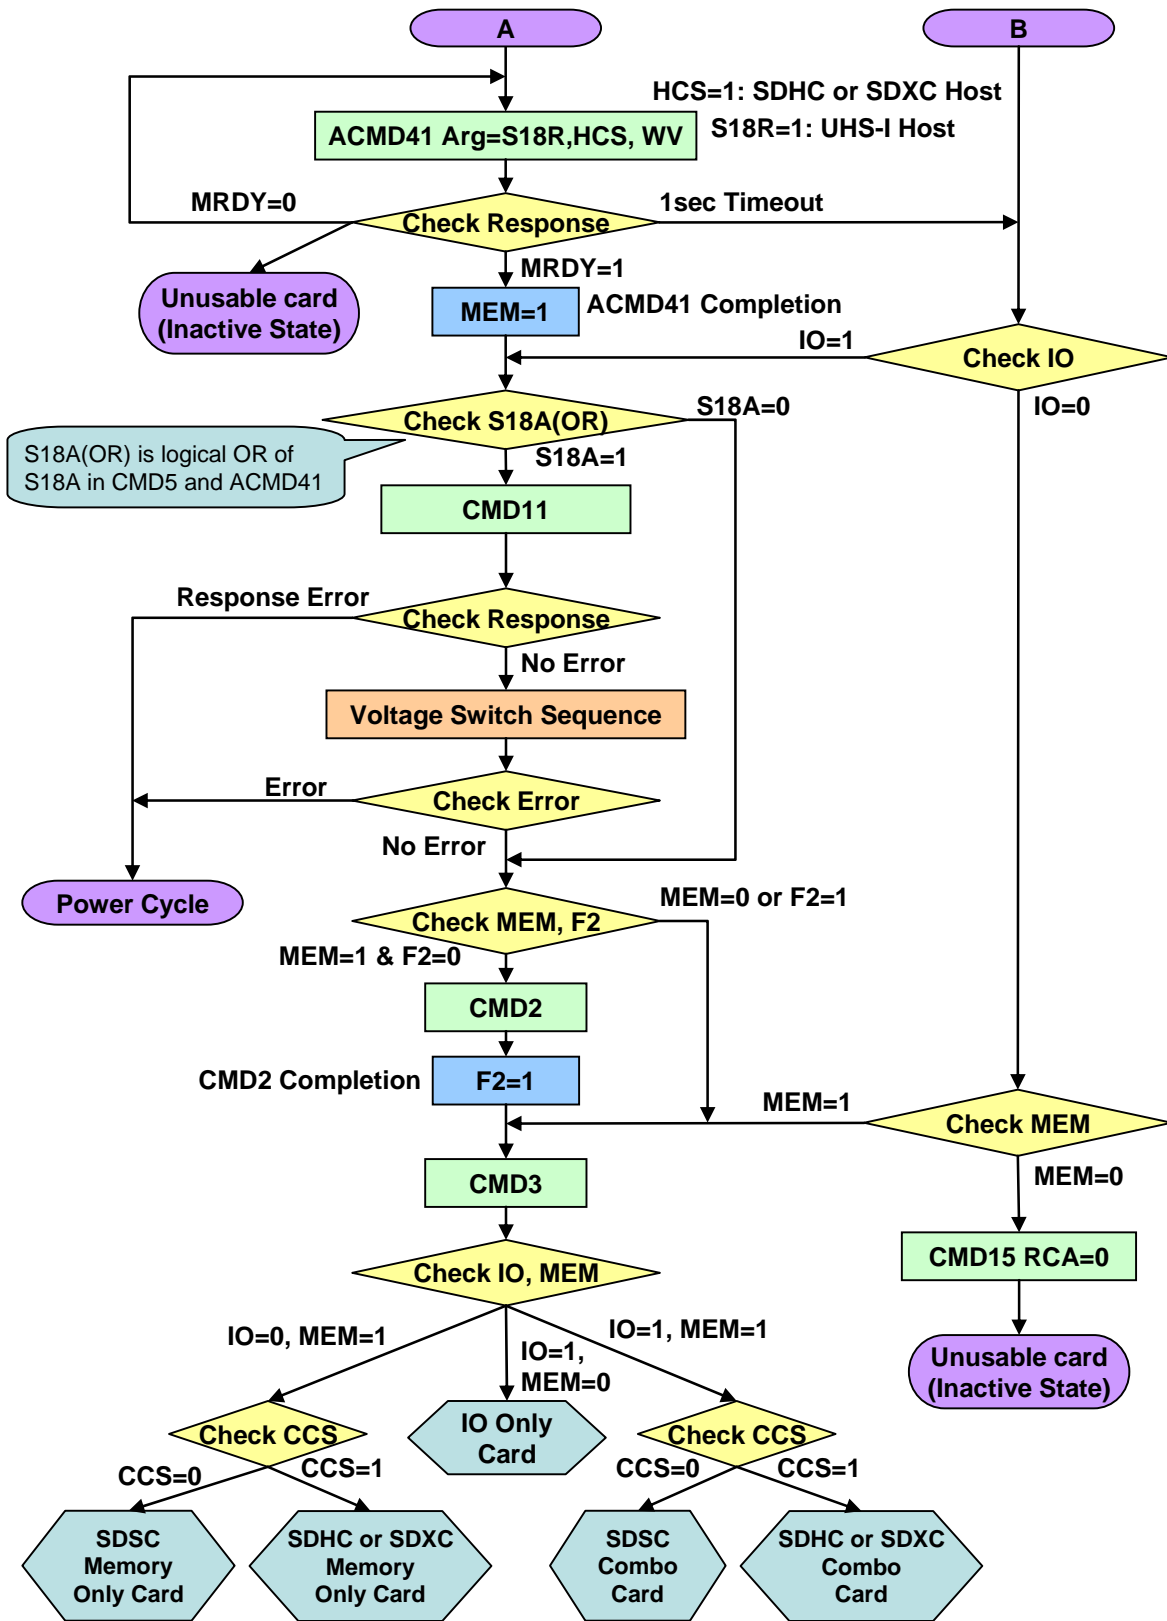 A
B
HCS=1: SDHC or SDXC Host
S18R=1: UHS-I Host
ACMD41 Arg=S18R,HCS, WV
MRDY=0
1sec Timeout
Check Response
MRDY=1
Unusable card
(Inactive State)
MEM=1
ACMD41 Completion
IO=1
Check IO
IO=0
S18A=0
Check S18A(OR)
S18A(OR) is logical OR of
S18A in CMD5 and ACMD41
S18A=1
CMD11
Response Error
Check Response
No Error
Voltage Switch Sequence
Error
Check Error
No Error
Power Cycle
MEM=0 or F2=1
Check MEM, F2
MEM=1 & F2=0
CMD2
CMD2 Completion
F2=1
MEM=1
Check MEM
MEM=0
CMD3
CMD15 RCA=0
Check IO, MEM
IO=0, MEM=1
IO=1,
MEM=0
IO=1, MEM=1
Unusable card
(Inactive State)
Check CCS
IO Only
Card
Check CCS
CCS=0
CCS=1
CCS=0
CCS=1
SDSC
Memory
Only Card
SDHC or SDXC
Memory
Only Card
SDSC
Combo
Card
SDHC or SDXC
Combo
Card